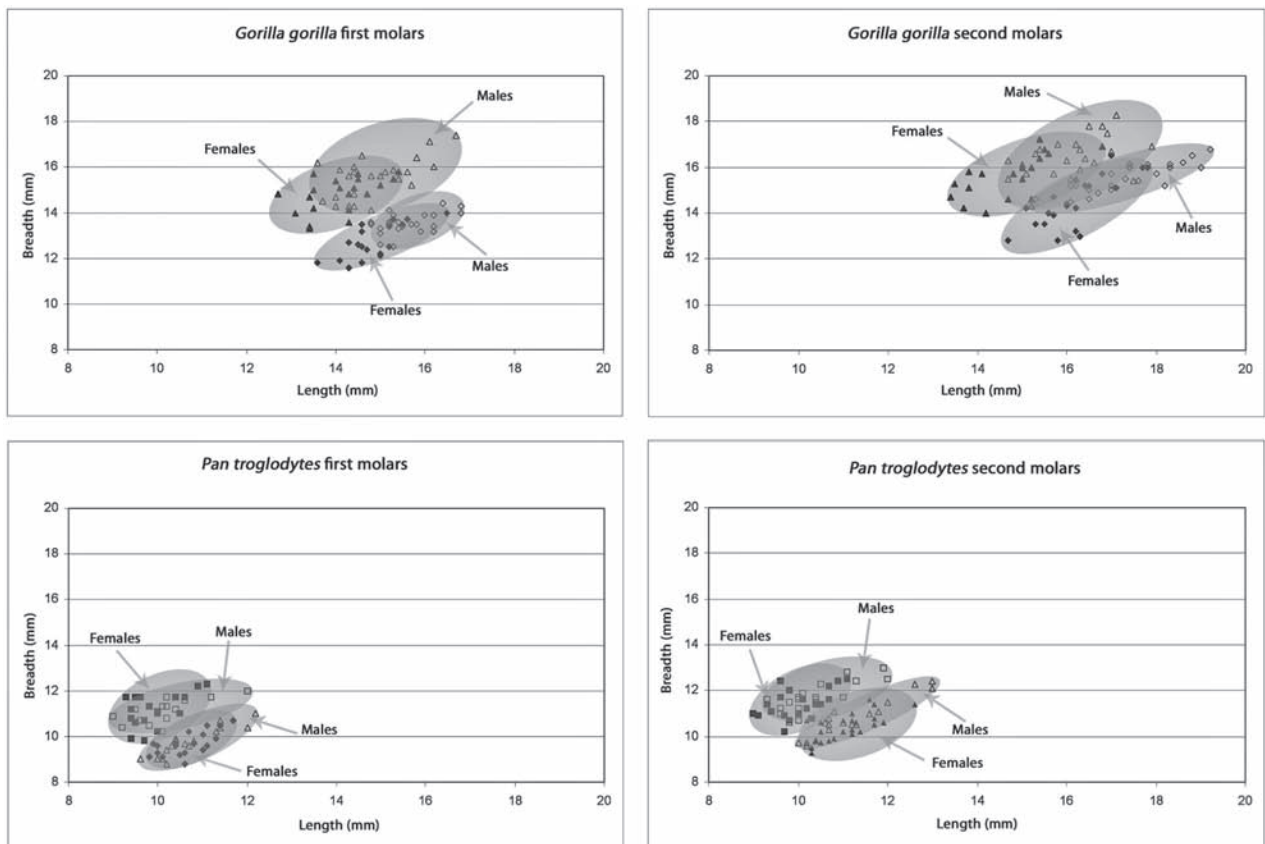 Gorilla gorilla first molars
20
18
16
14
12
10
8
Breadth (mm)
Males
Females
Males
Females
8 10 12 14 16 18 20
Length (mm)
Gorilla gorilla second molars
20
18
16
14
12
10
8
Breadth (mm)
Males
Females
Males
Females
8 10 12 14 16 18 20
Length (mm)
Pan troglodytes first molars
20
18
16
14
12
10
8
Breadth (mm)
Females
Males
Males
Females
8 10 12 14 16 18 20
Length (mm)
Pan troglodytes second molars
20
18
16
14
12
10
8
Breadth (mm)
Males
Females
Males
Females
8 10 12 14 16 18 20
Length (mm)